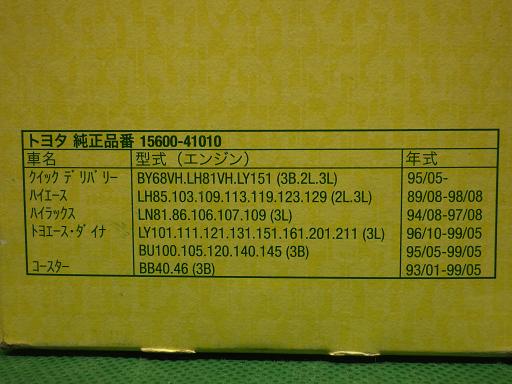 トヨタ 純正品番 15600-41010
車名 型式（エンジン） 年式
ｸｲｯｸ ﾃﾞﾘﾊﾞﾘｰ BY68VH.LH81VH.LY151 (3B.2L.3L) 95/05-
ﾊｲｴｰｽ LH85.103.109.113.119.123.129 (2L.3L) 89/08-98/08
ﾊｲﾗｯｸｽ LN81.86.106.107.109 (3L) 94/08-97/08
ﾄﾖｴｰｽ･ﾀﾞｲﾅ LY101.111.121.131.151.161.201.211 (3L) 96/10-99/05
BU100.105.120.140.145 (3B) 95/05-99/05
ｺｰｽﾀｰ BB40.46 (3B) 93/01-99/05